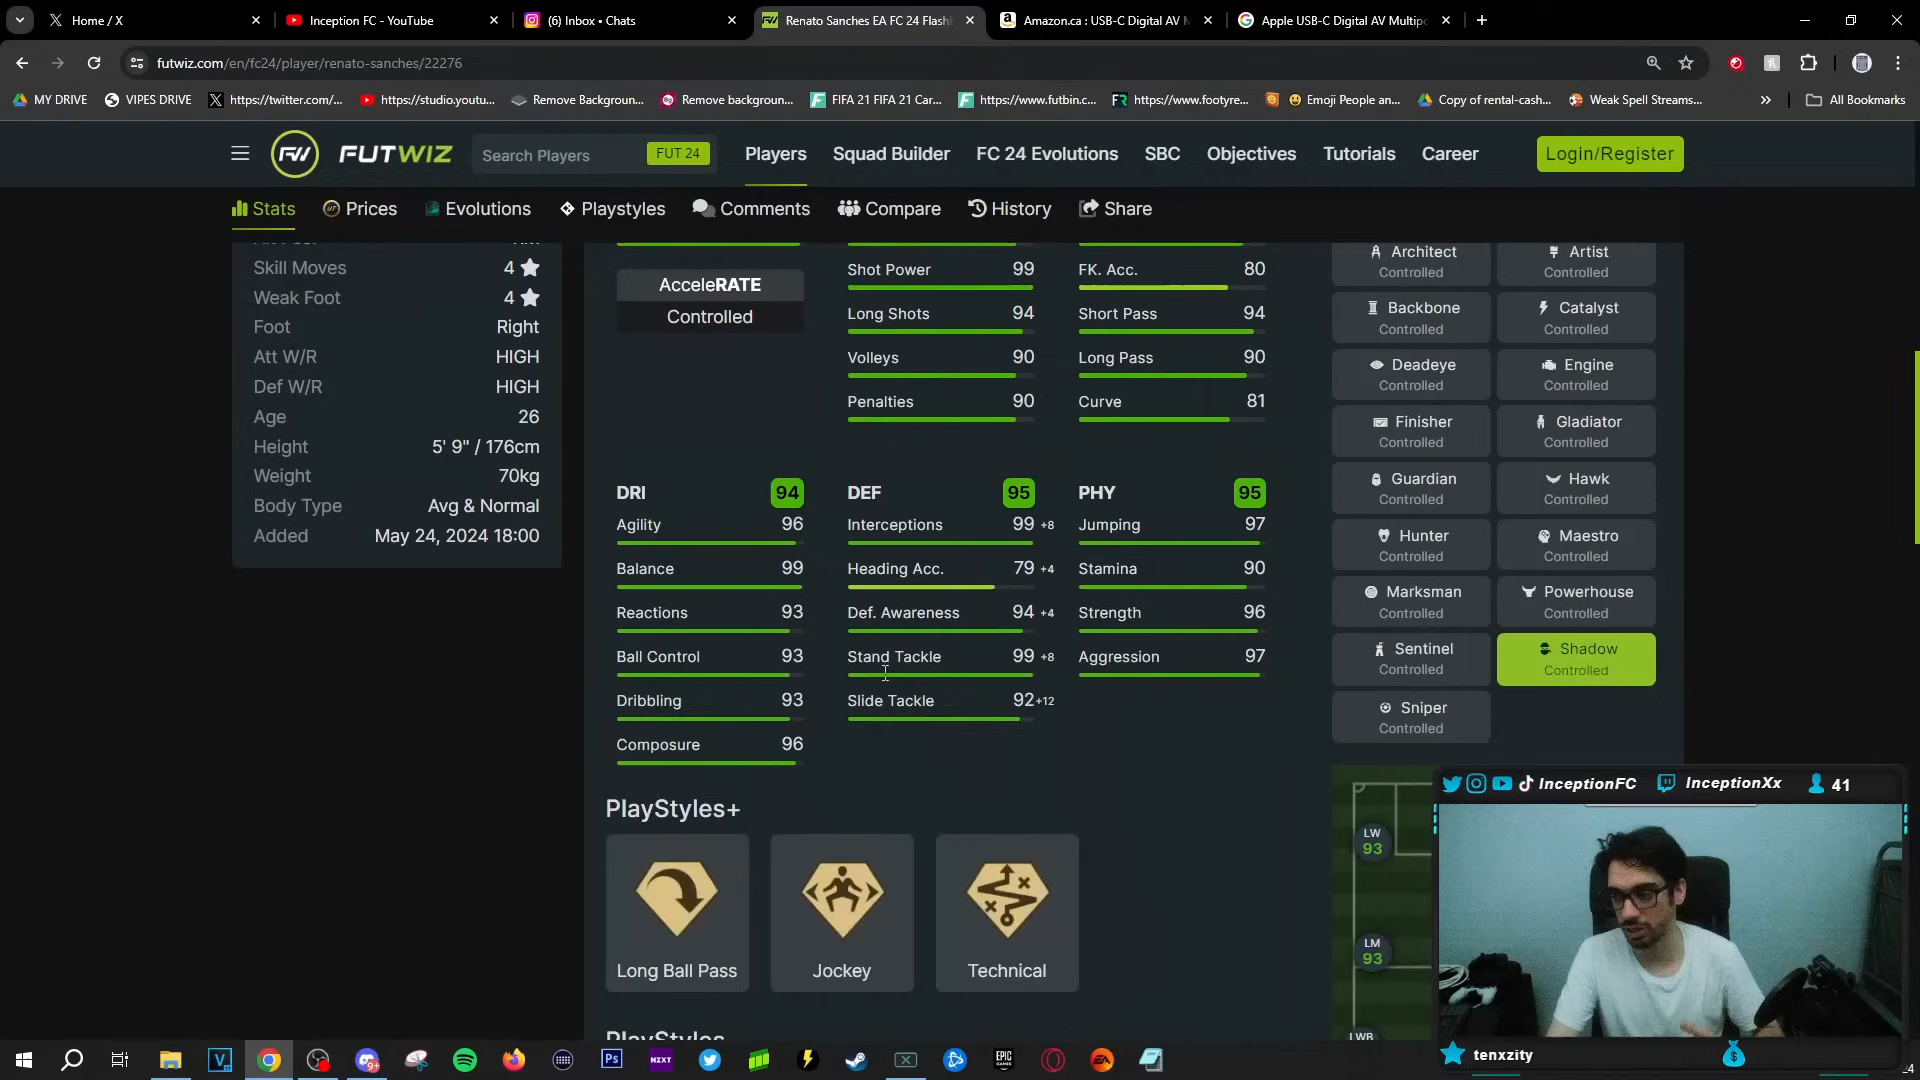 Home / X
Inception FC - YouTube
(6) Inbox • Chats
Renato Sanches EA FC 24 Flash
Amazon.ca : USB-C Digital AV M
Apple USB-C Digital AV Multip
futwiz.com/en/fc24/player/renato-sanches/22276
MY DRIVE
VIPES DRIVE
https://twitter.com/...
https://studio.youtu...
Remove Backgroun...
Remove backgroun...
FIFA 21 FIFA 21 Car...
https://www.futbin.c...
https://www.footyre...
Emoji People an...
Copy of rental-cash...
Weak Spell Streams...
All Bookmarks
FUTWIZ
Search Players
FUT 24
Players
Squad Builder
FC 24 Evolutions
SBC
Objectives
Tutorials
Career
Login/Register
Stats
Prices
Evolutions
Playstyles
Comments
Compare
History
Share
Skill Moves 4
Weak Foot 4
Foot Right
Att W/R HIGH
Def W/R HIGH
Age 26
Height 5' 9" / 176cm
Weight 70kg
Body Type Avg & Normal
Added May 24, 2024 18:00
AcceleRATE
Controlled
Shot Power 99
Long Shots 94
Volleys 90
Penalties 90
FK. Acc. 80
Short Pass 94
Long Pass 90
Curve 81
DRI 94
Agility 96
Balance 99
Reactions 93
Ball Control 93
Dribbling 93
Composure 96
DEF 95
Interceptions 99 +8
Heading Acc. 79 +4
Def. Awareness 94 +4
Stand Tackle 99 +8
Slide Tackle 92 +12
PHY 95
Jumping 97
Stamina 90
Strength 96
Aggression 97
PlayStyles+
Long Ball Pass
Jockey
Technical
Architect
Controlled
Artist
Controlled
Backbone
Controlled
Catalyst
Controlled
Deadeye
Controlled
Engine
Controlled
Finisher
Controlled
Gladiator
Controlled
Guardian
Controlled
Hawk
Controlled
Hunter
Controlled
Maestro
Controlled
Marksman
Controlled
Powerhouse
Controlled
Sentinel
Controlled
Shadow
Controlled
Sniper
Controlled
LW
93
LM
93
InceptionFC
InceptionXx
41
tenxzity